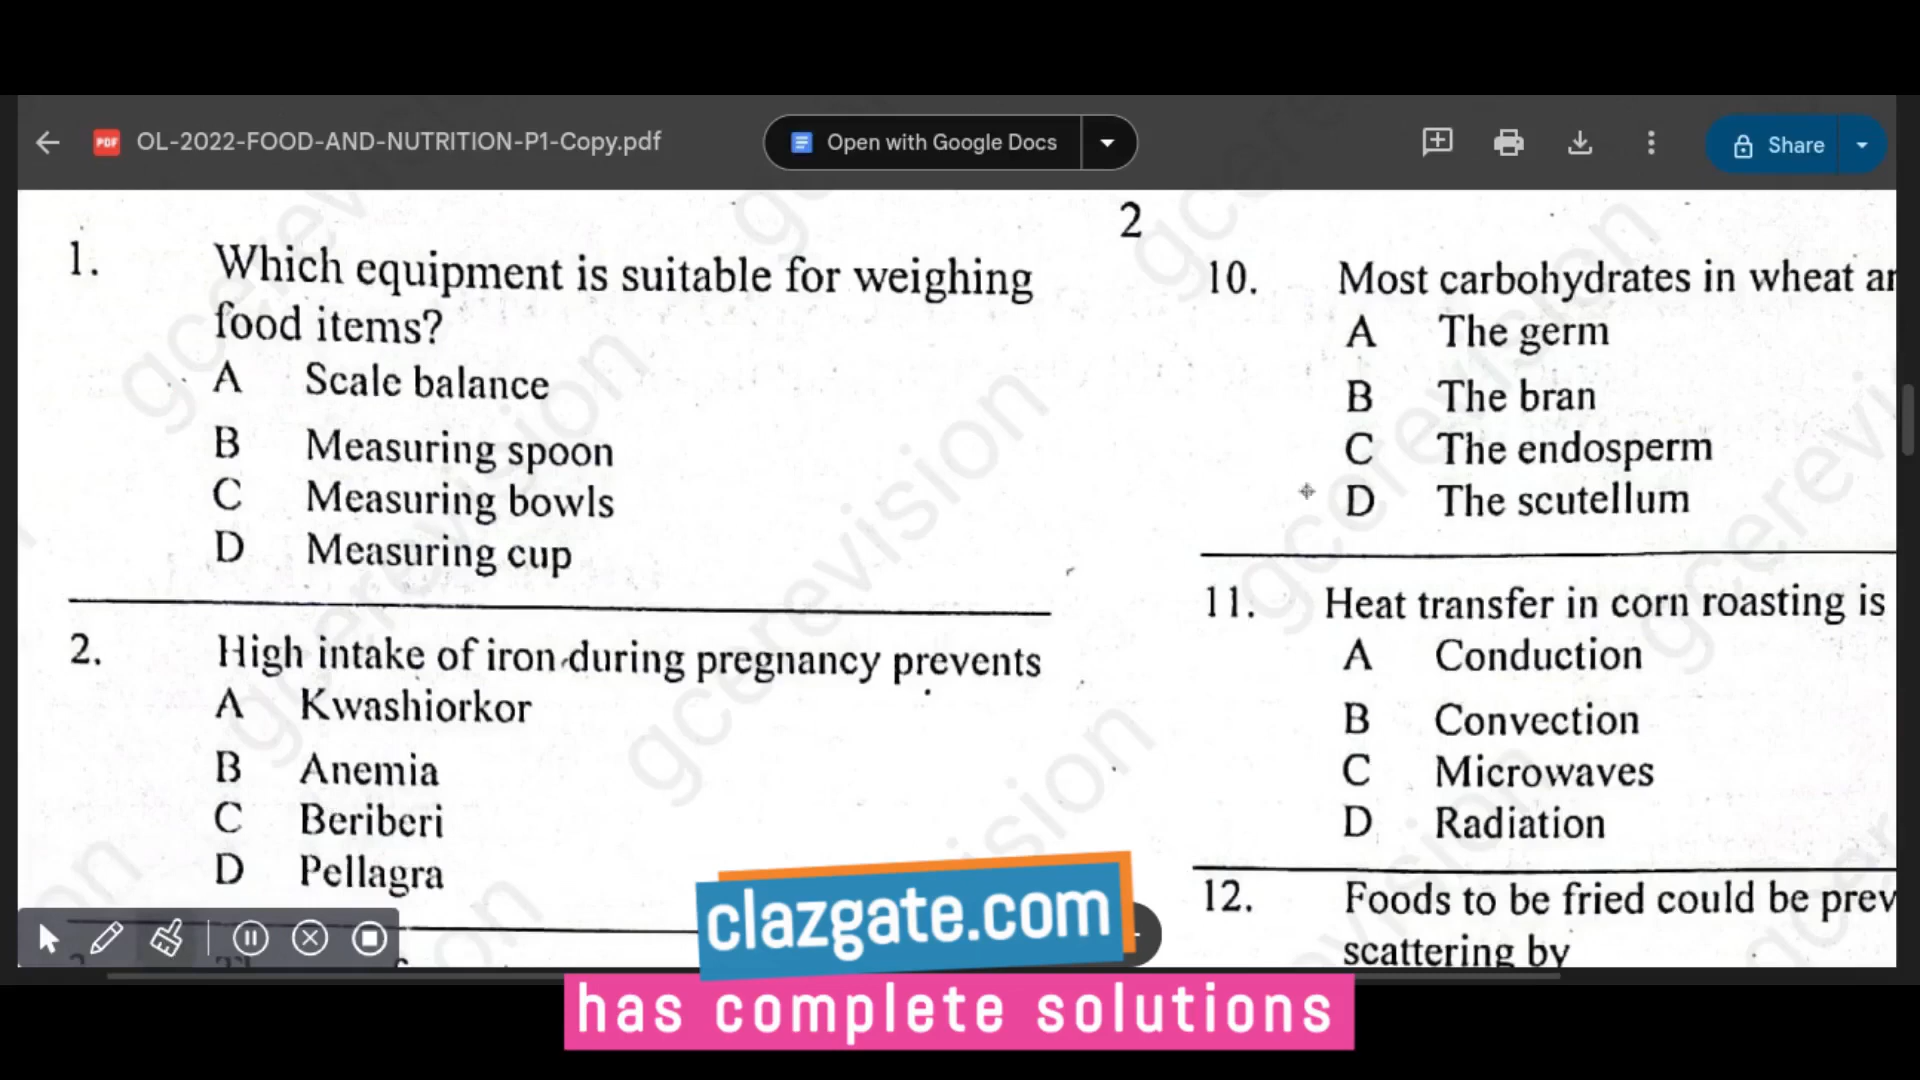 PDF OL-2022-FOOD-AND-NUTRITION-P1-Copy.pdf
Open with Google Docs
Share
2
1. Which equipment is suitable for weighing
food items?
A Scale balance
B Measuring spoon
C Measuring bowls
D Measuring cup
2. High intake of iron during pregnancy prevents
A Kwashiorkor
B Anemia
C Beriberi
D Pellagra
10. Most carbohydrates in wheat
A The germ
B The bran
C The endosperm
D The scutellum
11. Heat transfer in corn roasting is
A Conduction
B Convection
C Microwaves
D Radiation
12. Foods to be fried could be
scattering by
gcerevision
clazgate.com
has complete solutions